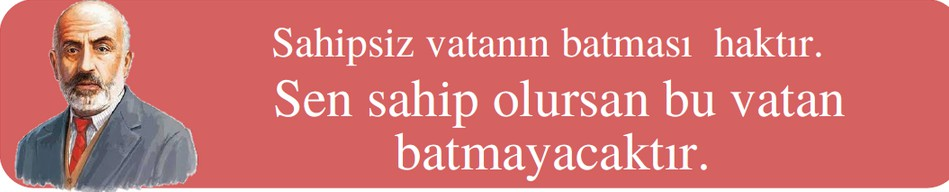 Sahipsiz vatanın batması haktır.
Sen sahip olursan bu vatan
batmayacaktır.